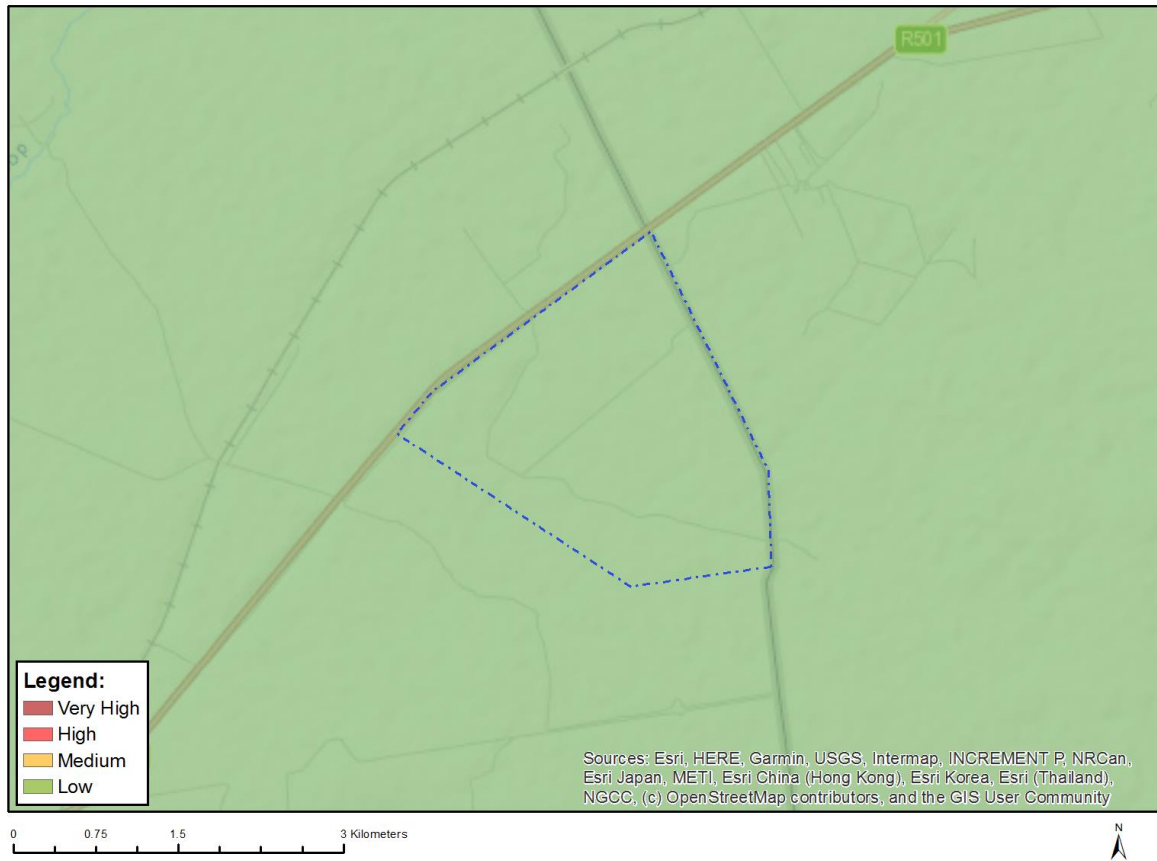 R501
op
Legend:
Very High
High
Medium
Low
Sources: Esri, HERE, Garmin, USGS, Intermap, INCREMENT P, NRCan,
Esri Japan, METI, Esri China (Hong Kong), Esri Korea, Esri (Thailand),
NGCC, (c) OpenStreetMap contributors, and the GIS User Community
0 0.75 1.5 3 Kilometers
N